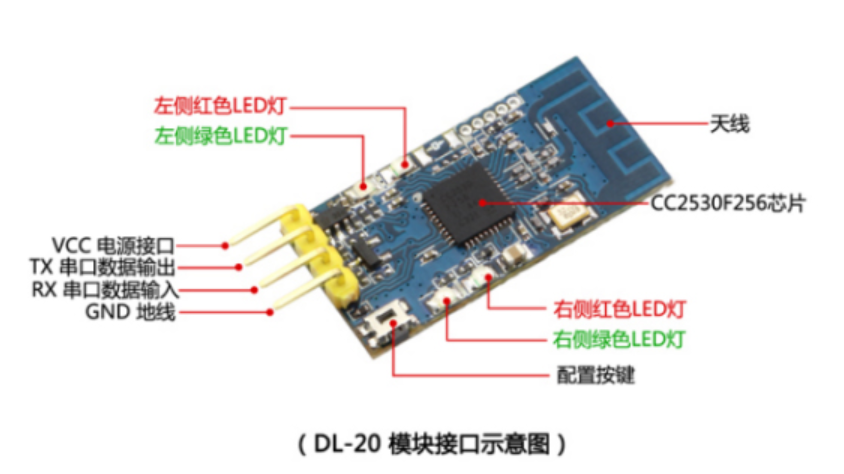 左侧红色LED灯
左侧绿色LED灯
天线
CC2530F256芯片
VCC 电源接口
TX 串口数据输出
RX 串口数据输入
GND 地线
右侧红色LED灯
右侧绿色LED灯
配置按键
( DL-20 模块接口示意图 )